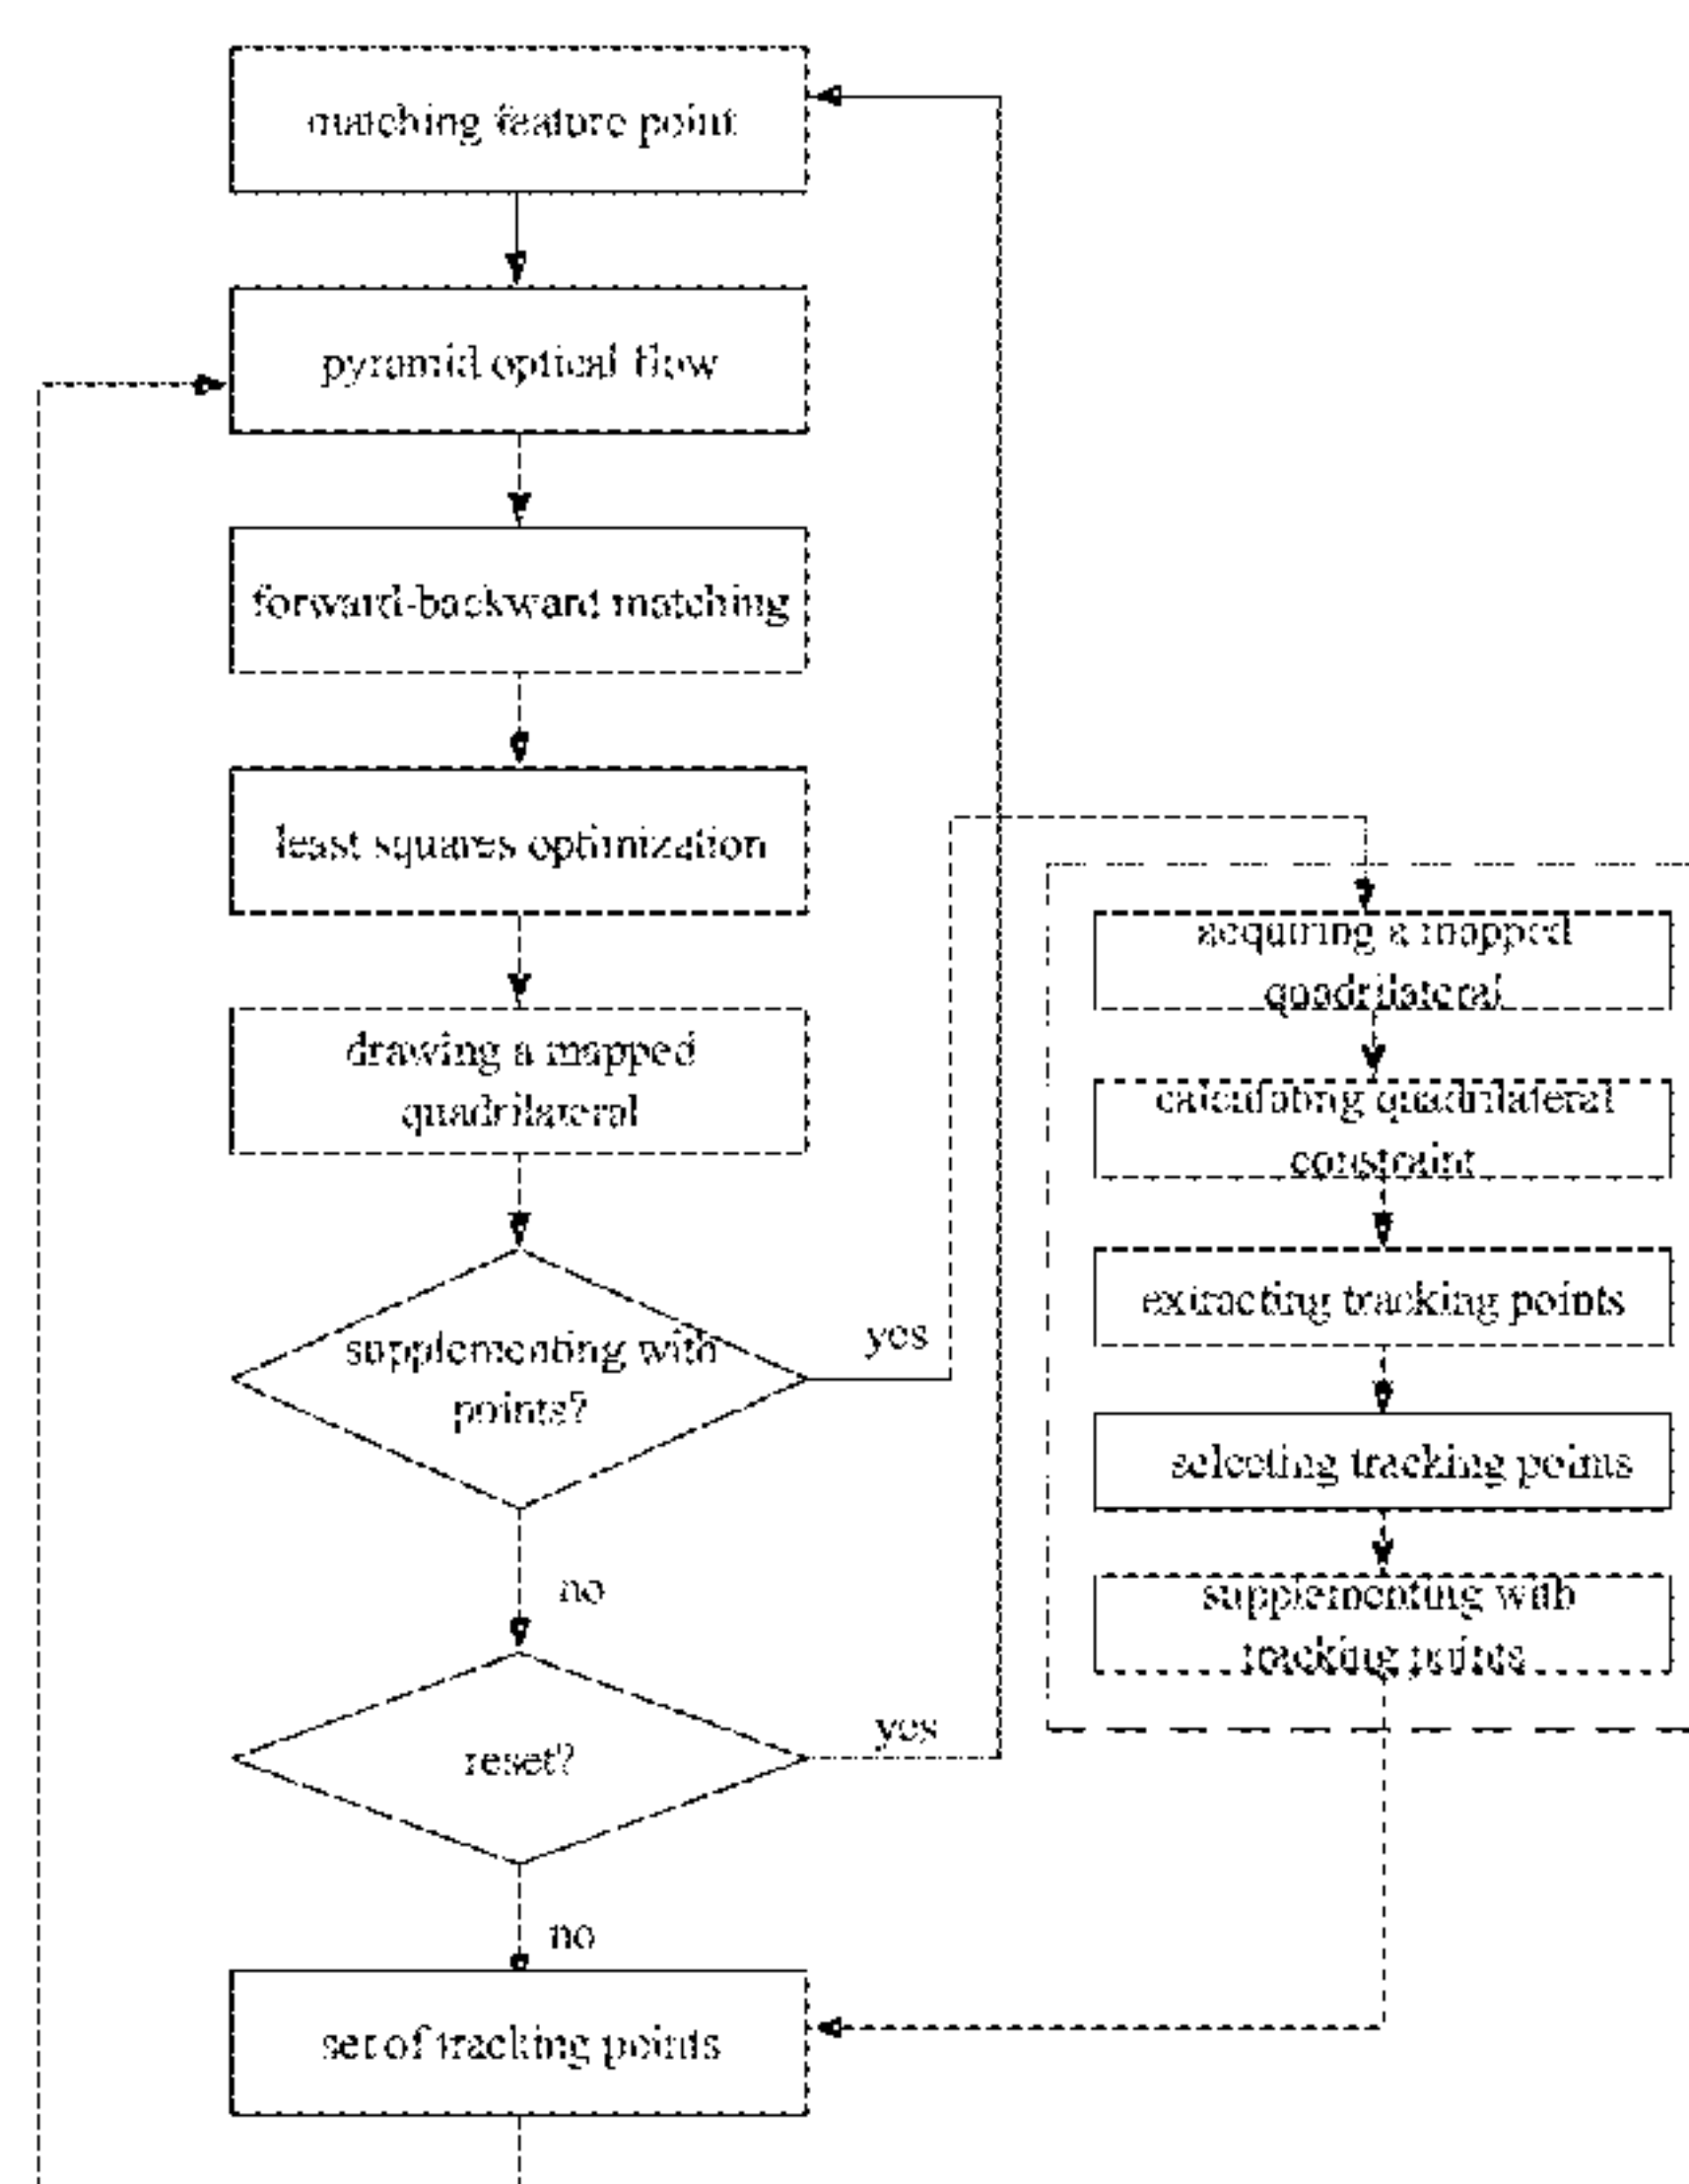 matching feature point
pyramid optical flow
forward-backward matching
least squares optimization
drawing a mapped
quadrilateral
supplementing with
points?
yes
no
reset?
yes
no
set of tracking points
acquiring a mapped
quadrilateral
calculating quadrilateral
constraint
extracting tracking points
selecting tracking points
supplementing with
tracking points